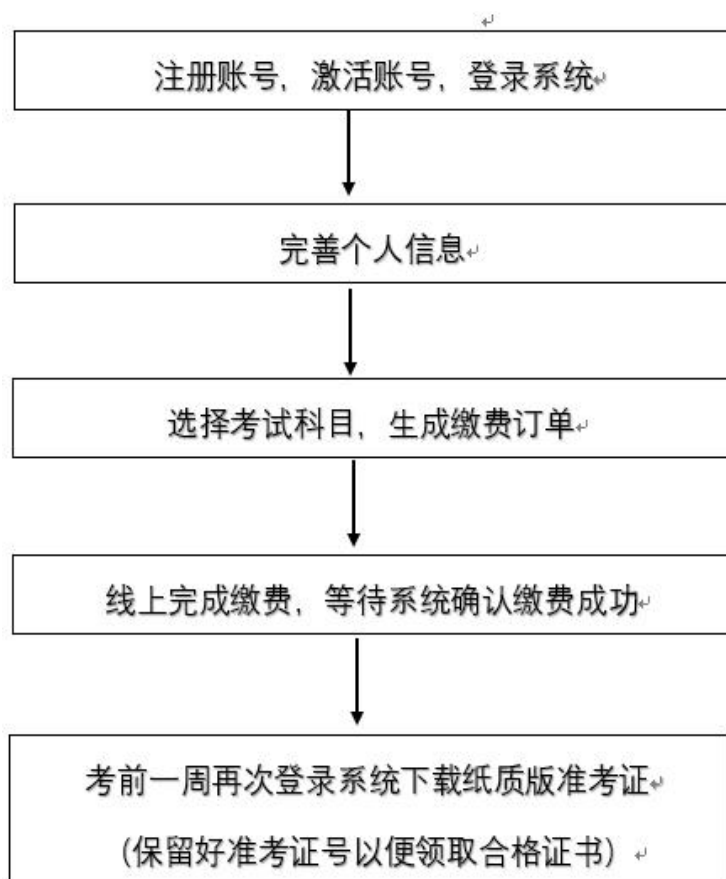 注册账号，激活账号，登录系统
完善个人信息
选择考试科目，生成缴费订单
线上完成缴费，等待系统确认缴费成功
考前一周再次登录系统下载纸质版准考证
（保留好准考证号以便领取合格证书）